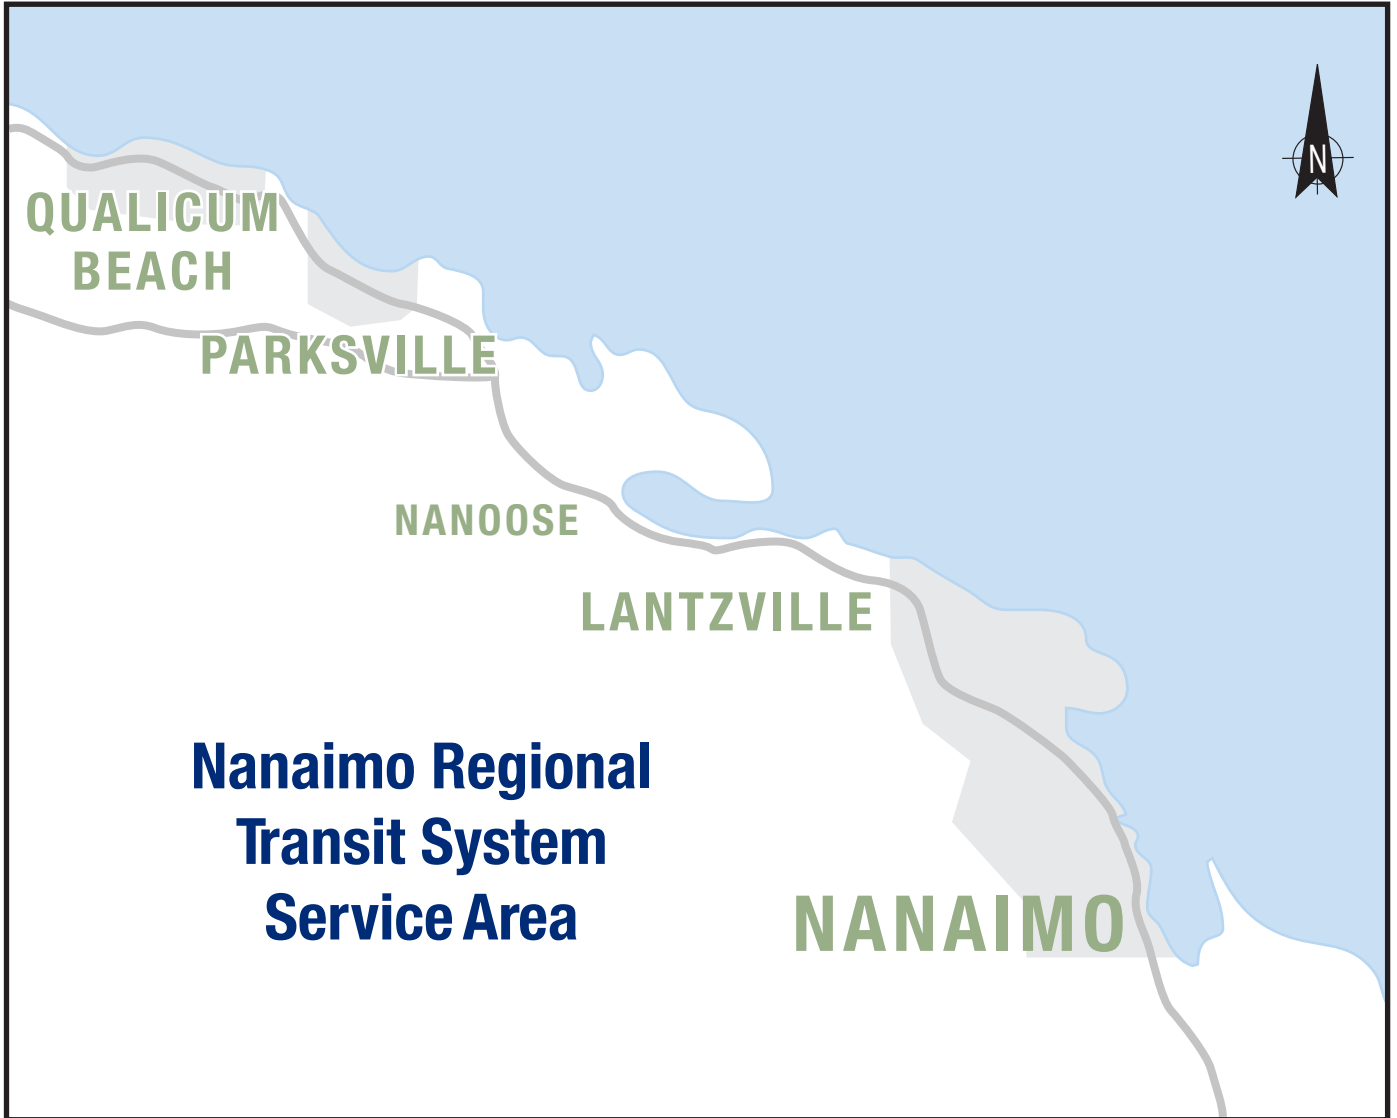 N
QUALICUM
BEACH
PARKSVILLE
NANOOSE
LANTZVILLE
Nanaimo Regional
Transit System
Service Area
NANAIMO